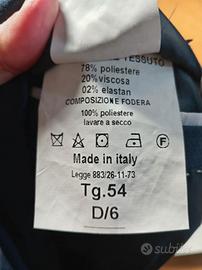 TESSUTO
78% poliestere
20%viscosa
02% elastan
COMPOSIZIONE FODERA
100% poliestere
lavare a secco
A
F
Made in italy
Legge 883/26-11-73
Tg.54
D/6
subito